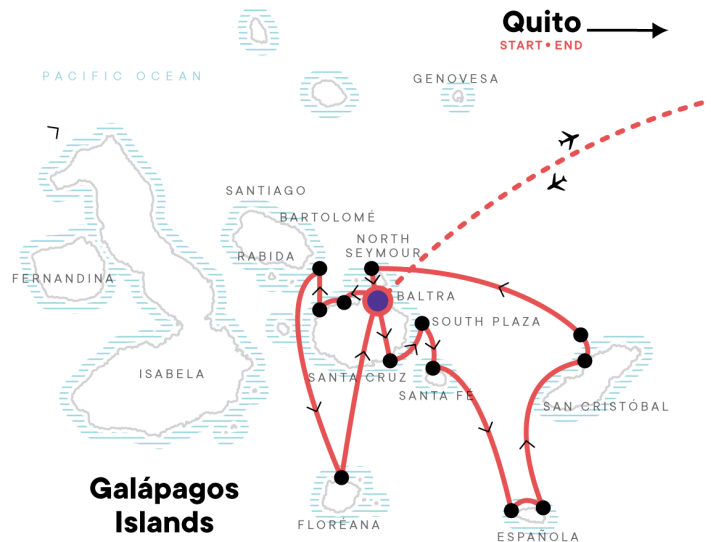 Quito
START • END
PACIFIC OCEAN
GENOVESA
SANTIAGO
BARTOLOMÉ
NORTH
SEYMOUR
RABIDA
FERNANDINA
BALTRA
SOUTH PLAZA
ISABELA
SANTA CRUZ
SANTA FÉ
SAN CRISTÓBAL
Galápagos
Islands
FLORÉANA
ESPAÑOLA